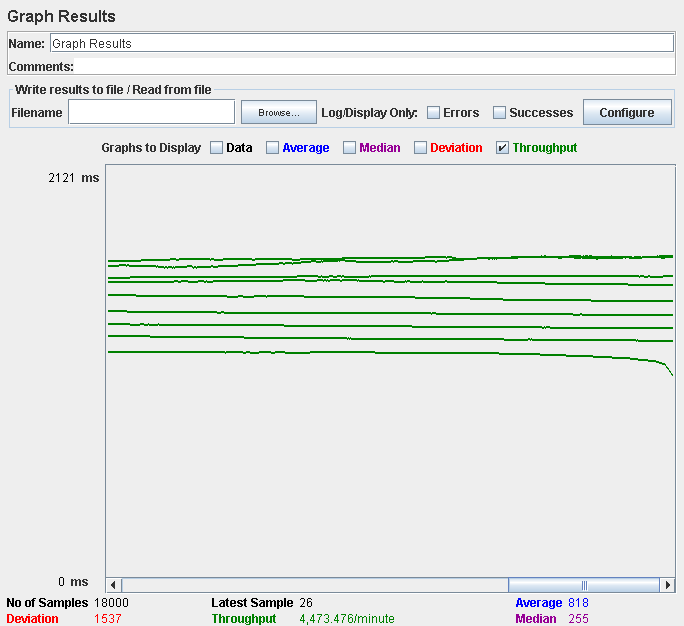 Graph Results
Name: Graph Results
Comments:
Write results to file / Read from file
Filename Browse... Log/Display Only: Errors Successes Configure
Graphs to Display Data Average Median Deviation Throughput
2121 ms
0 ms
No of Samples 18000 Latest Sample 26 Average 818
Deviation 1537 Throughput 4,473.476/minute Median 255